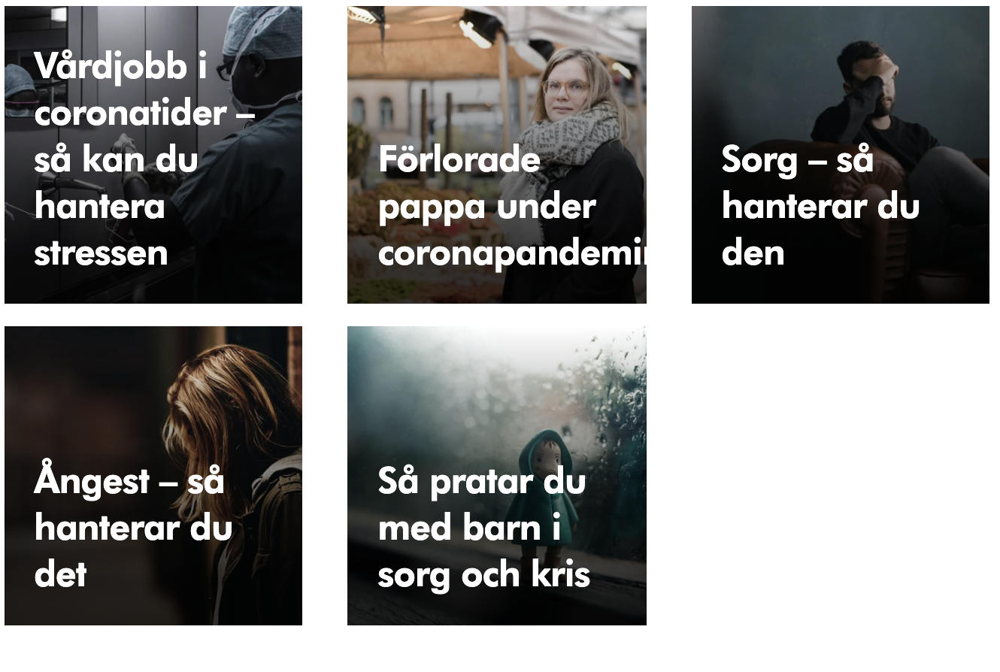 Vårdjobb i
coronatider –
så kan du
hantera
stressen
Förlorade
pappa under
coronapandemin
Sorg – så
hanterar du
den
Ångest – så
hanterar du
det
Så pratar du
med barn i
sorg och kris